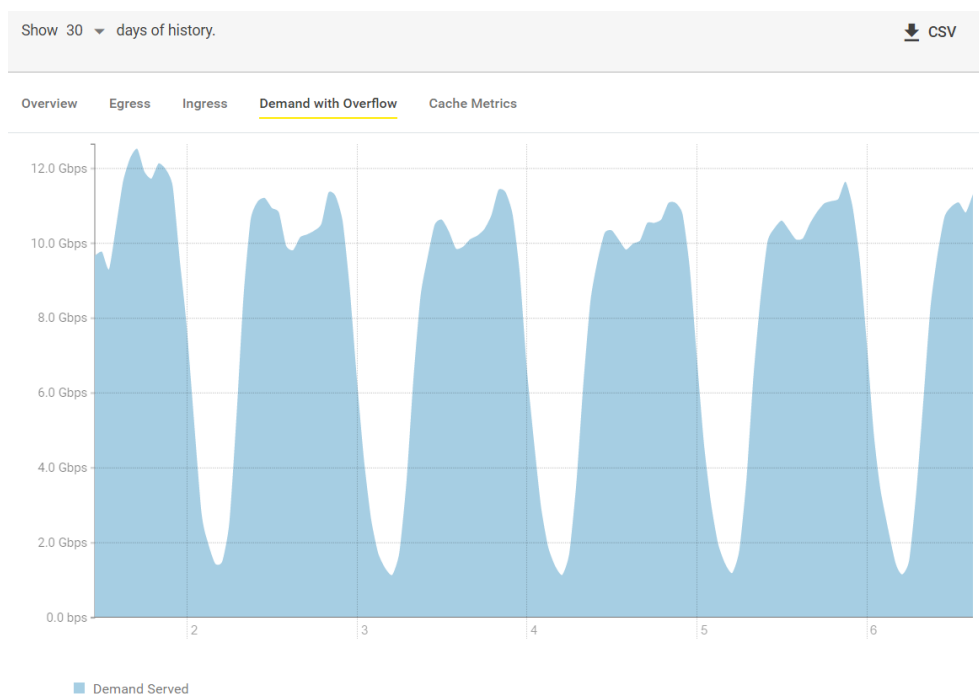 Show 30 days of history.
CSV
Overview Egress Ingress Demand with Overflow Cache Metrics
12.0 Gbps
10.0 Gbps
8.0 Gbps
6.0 Gbps
4.0 Gbps
2.0 Gbps
0.0 bps
2 3 4 5 6
Demand Served